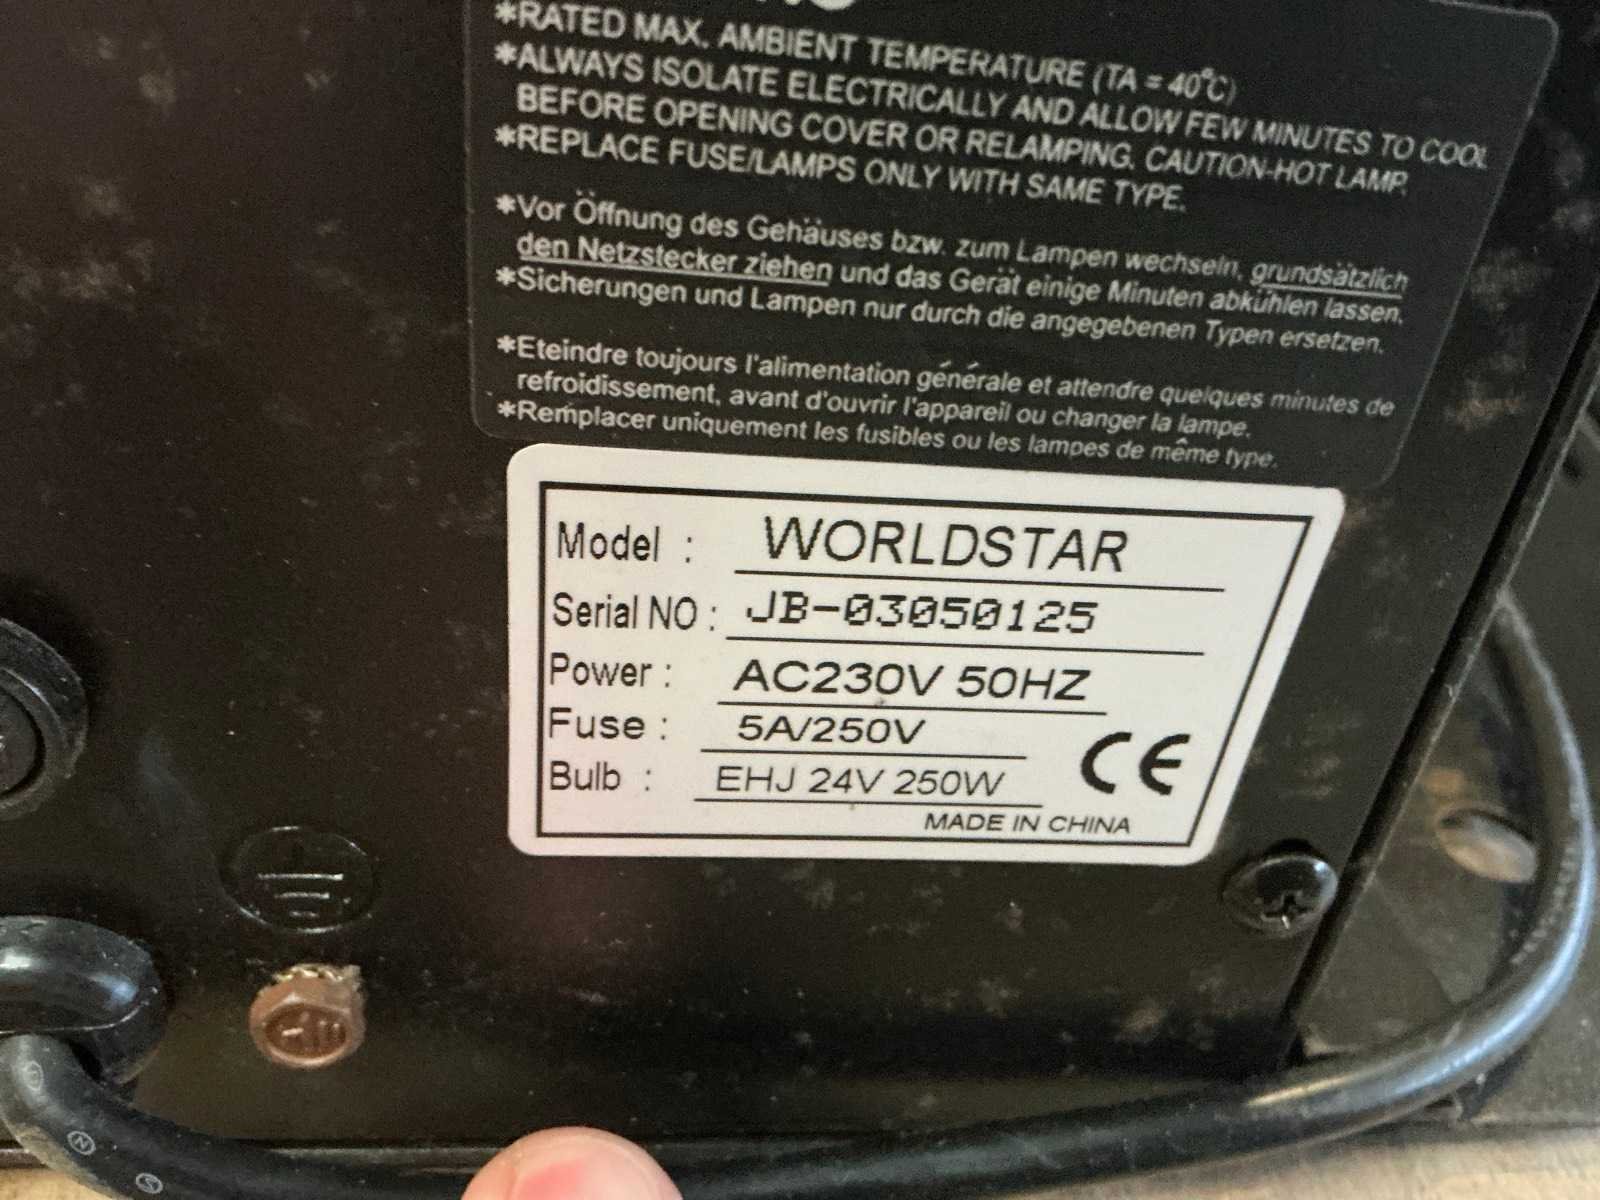 *RATED MAX. AMBIENT TEMPERATURE (TA = 40°C)
*ALWAYS ISOLATE ELECTRICALLY AND ALLOW FEW MINUTES TO COOL
BEFORE OPENING COVER OR RELAMPING. CAUTION-HOT LAMP.
*REPLACE FUSE/LAMPS ONLY WITH SAME TYPE.
*Vor Öffnung des Gehäuses bzw. zum Lampen wechseln, grundsätzlich
den Netzstecker ziehen und das Gerät einige Minuten abkühlen lassen.
*Sicherungen und Lampen nur durch die angegebenen Typen ersetzen.
*Eteindre toujours l'alimentation générale et attendre quelques minutes de
refroidissement, avant d'ouvrir l'appareil ou changer la lampe.
*Remplacer uniquement les fusibles ou les lampes de même type.
Model : WORLDSTAR
Serial NO : JB-03050125
Power : AC230V 50HZ
Fuse : 5A/250V
Bulb : EHJ 24V 250W
CE
MADE IN CHINA